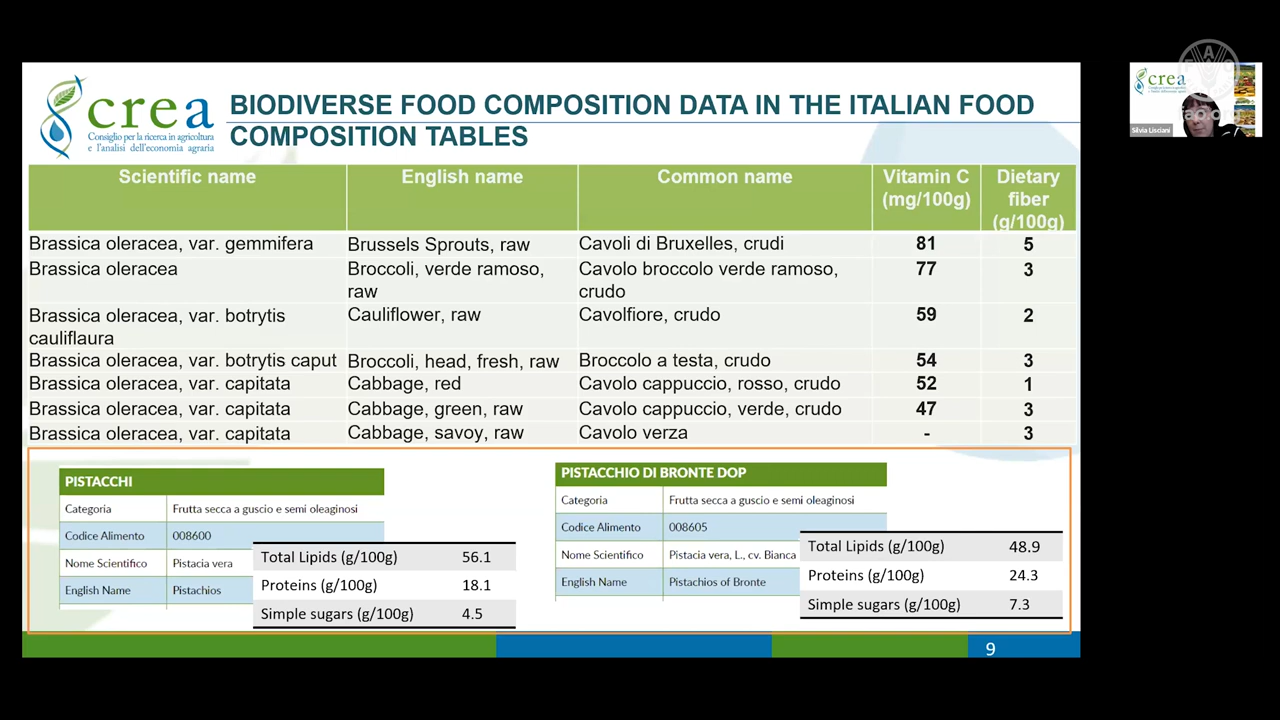 crea
Consiglio per la ricerca in agricoltura
e l'analisi dell'economia agraria
BIODIVERSE FOOD COMPOSITION DATA IN THE ITALIAN FOOD
COMPOSITION TABLES
Scientific name English name Common name Vitamin C (mg/100g) Dietary fiber (g/100g)
Brassica oleracea, var. gemmifera Brussels Sprouts, raw Cavoli di Bruxelles, crudi 81 5
Brassica oleracea Broccoli, verde ramoso, raw Cavolo broccolo verde ramoso, crudo 77 3
Brassica oleracea, var. botrytis cauliflaura Cauliflower, raw Cavolfiore, crudo 59 2
Brassica oleracea, var. botrytis caput Broccoli, head, fresh, raw Broccolo a testa, crudo 54 3
Brassica oleracea, var. capitata Cabbage, red Cavolo cappuccio, rosso, crudo 52 1
Brassica oleracea, var. capitata Cabbage, green, raw Cavolo cappuccio, verde, crudo 47 3
Brassica oleracea, var. capitata Cabbage, savoy, raw Cavolo verza - 3
PISTACCHI
Categoria Frutta secca a guscio e semi oleaginosi
Codice Alimento 008600
Nome Scientifico Pistacia vera
English Name Pistachios
Total Lipids (g/100g) 56.1
Proteins (g/100g) 18.1
Simple sugars (g/100g) 4.5
PISTACCHIO DI BRONTE DOP
Categoria Frutta secca a guscio e semi oleaginosi
Codice Alimento 008605
Nome Scientifico Pistacia vera, L., cv. Bianca
English Name Pistachios of Bronte
Total Lipids (g/100g) 48.9
Proteins (g/100g) 24.3
Simple sugars (g/100g) 7.3
9
crea
FAO
fao.org
Silvia Lisciani